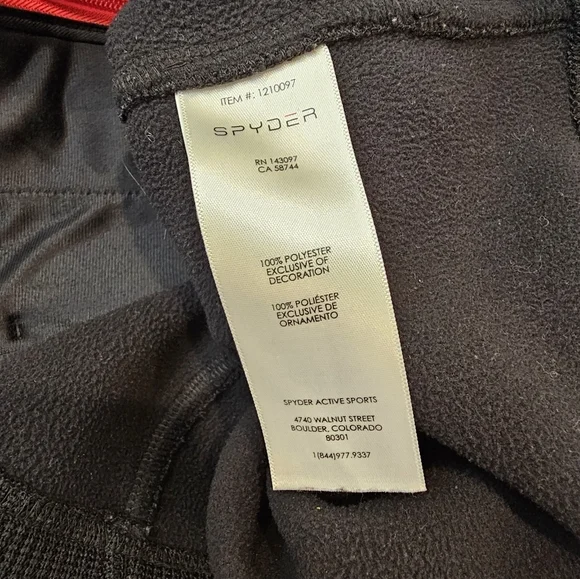 ITEM #: 1210097
SPYDER
RN 143097
CA 58744
100% POLYESTER
EXCLUSIVE OF
DECORATION
100% POLIÉSTER
EXCLUSIVE DE
ORNAMENTO
SPYDER ACTIVE SPORTS
4740 WALNUT STREET
BOULDER, COLORADO
80301
1(844)977.9337